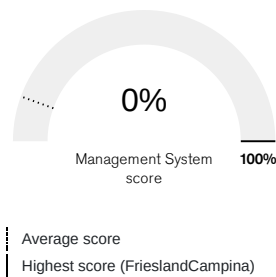 0%
Management System
score
100%
Average score
Highest score (FrieslandCampina)